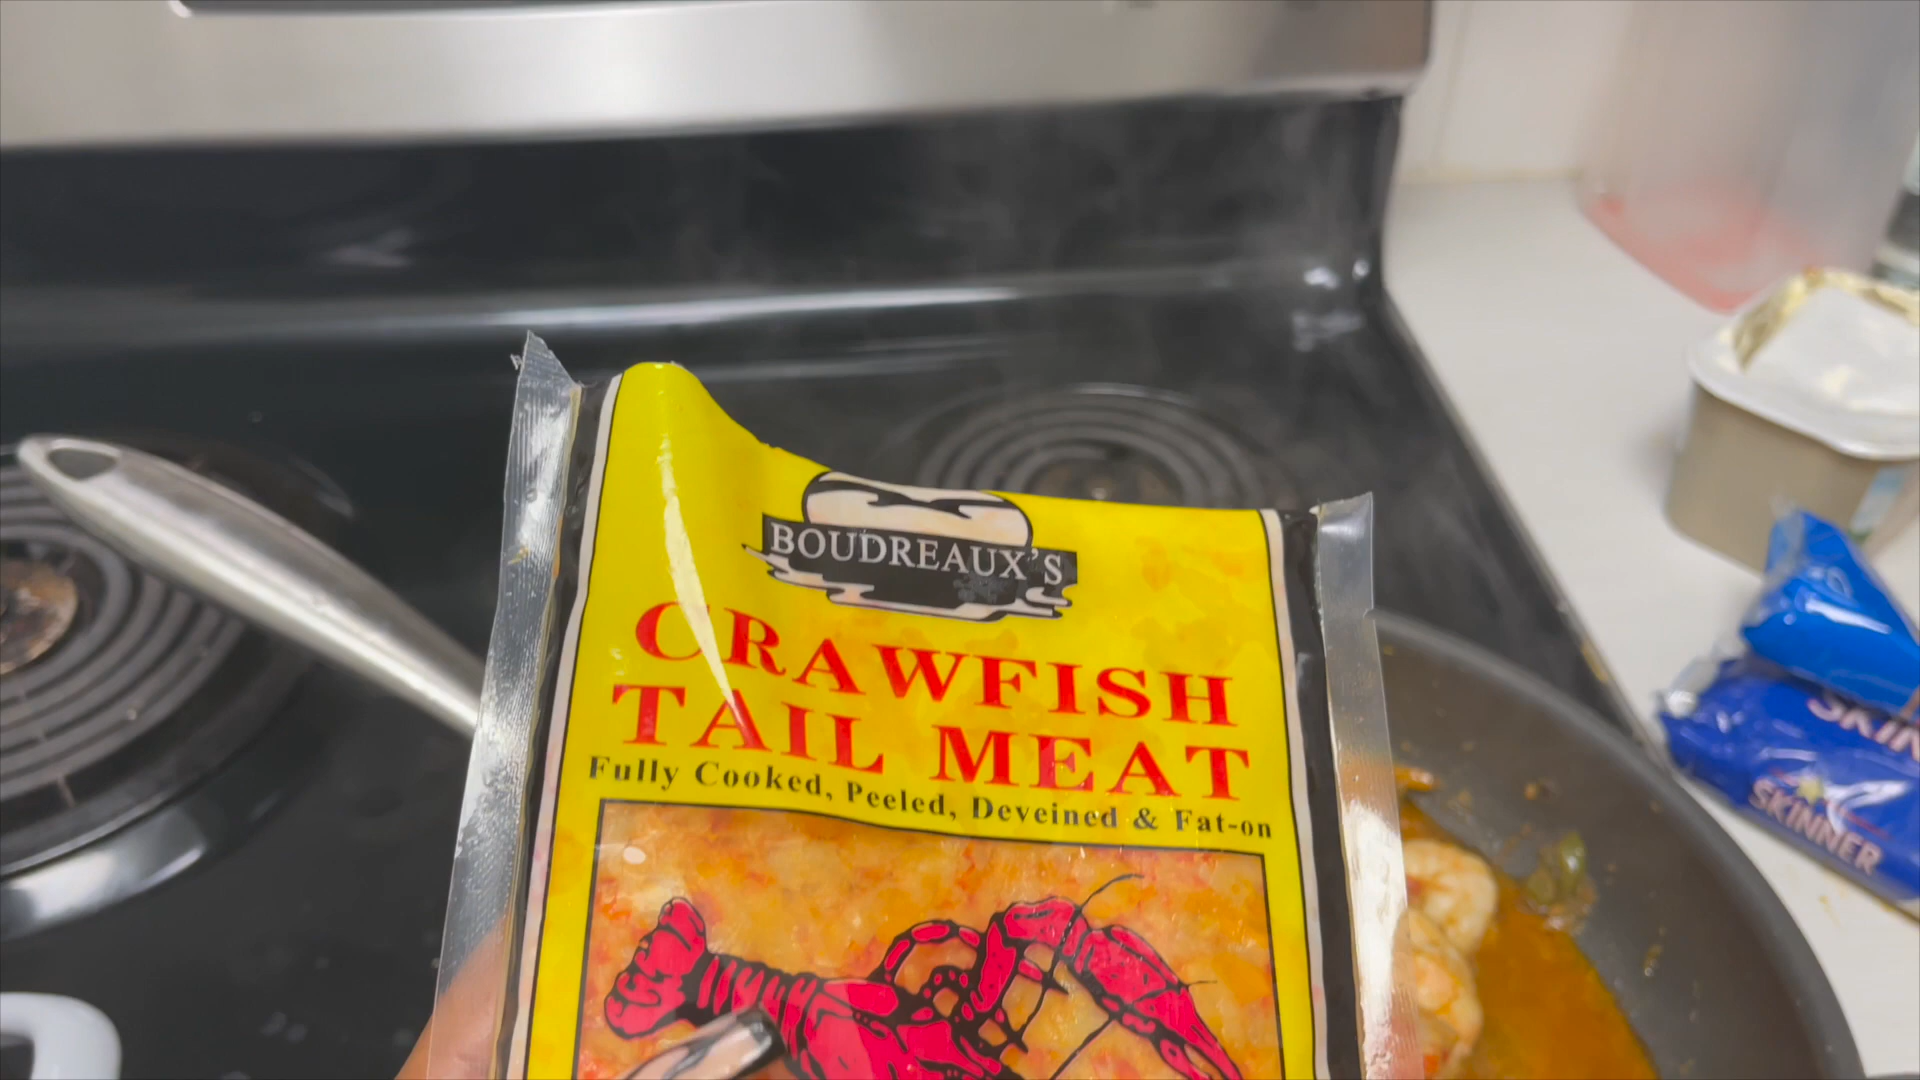 BOUDREAUX'S
CRAWFISH
TAIL MEAT
Fully Cooked, Peeled, Deveined & Fat-on
SKINNER